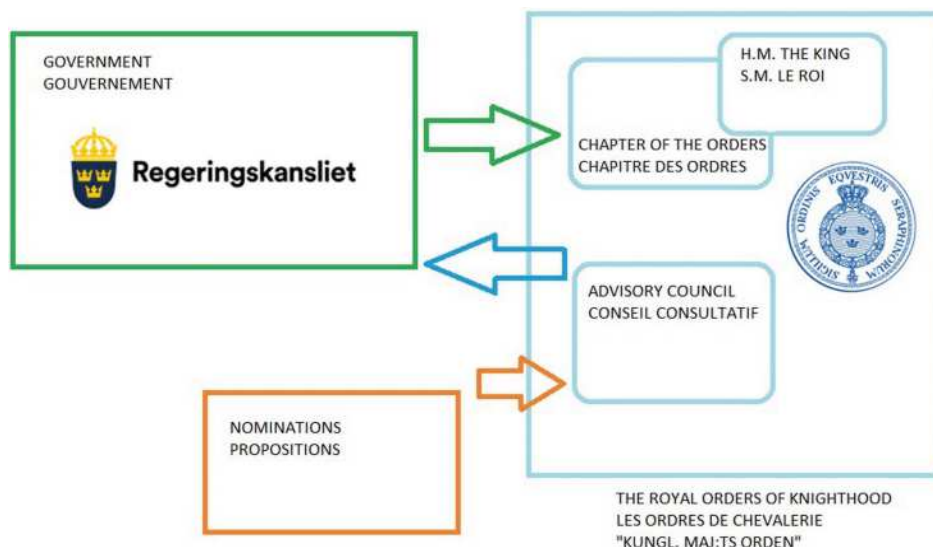 GOVERNMENT
GOUVERNEMENT
Regeringskansliet
H.M. THE KING
S.M. LE ROI
CHAPTER OF THE ORDERS
CHAPITRE DES ORDRES
SIGILLUM ORDINIS EQVESTRIS SERAPHINORUM
ADVISORY COUNCIL
CONSEIL CONSULTATIF
NOMINATIONS
PROPOSITIONS
THE ROYAL ORDERS OF KNIGHTHOOD
LES ORDRES DE CHEVALERIE
"KUNGL. MAJ:TS ORDEN"